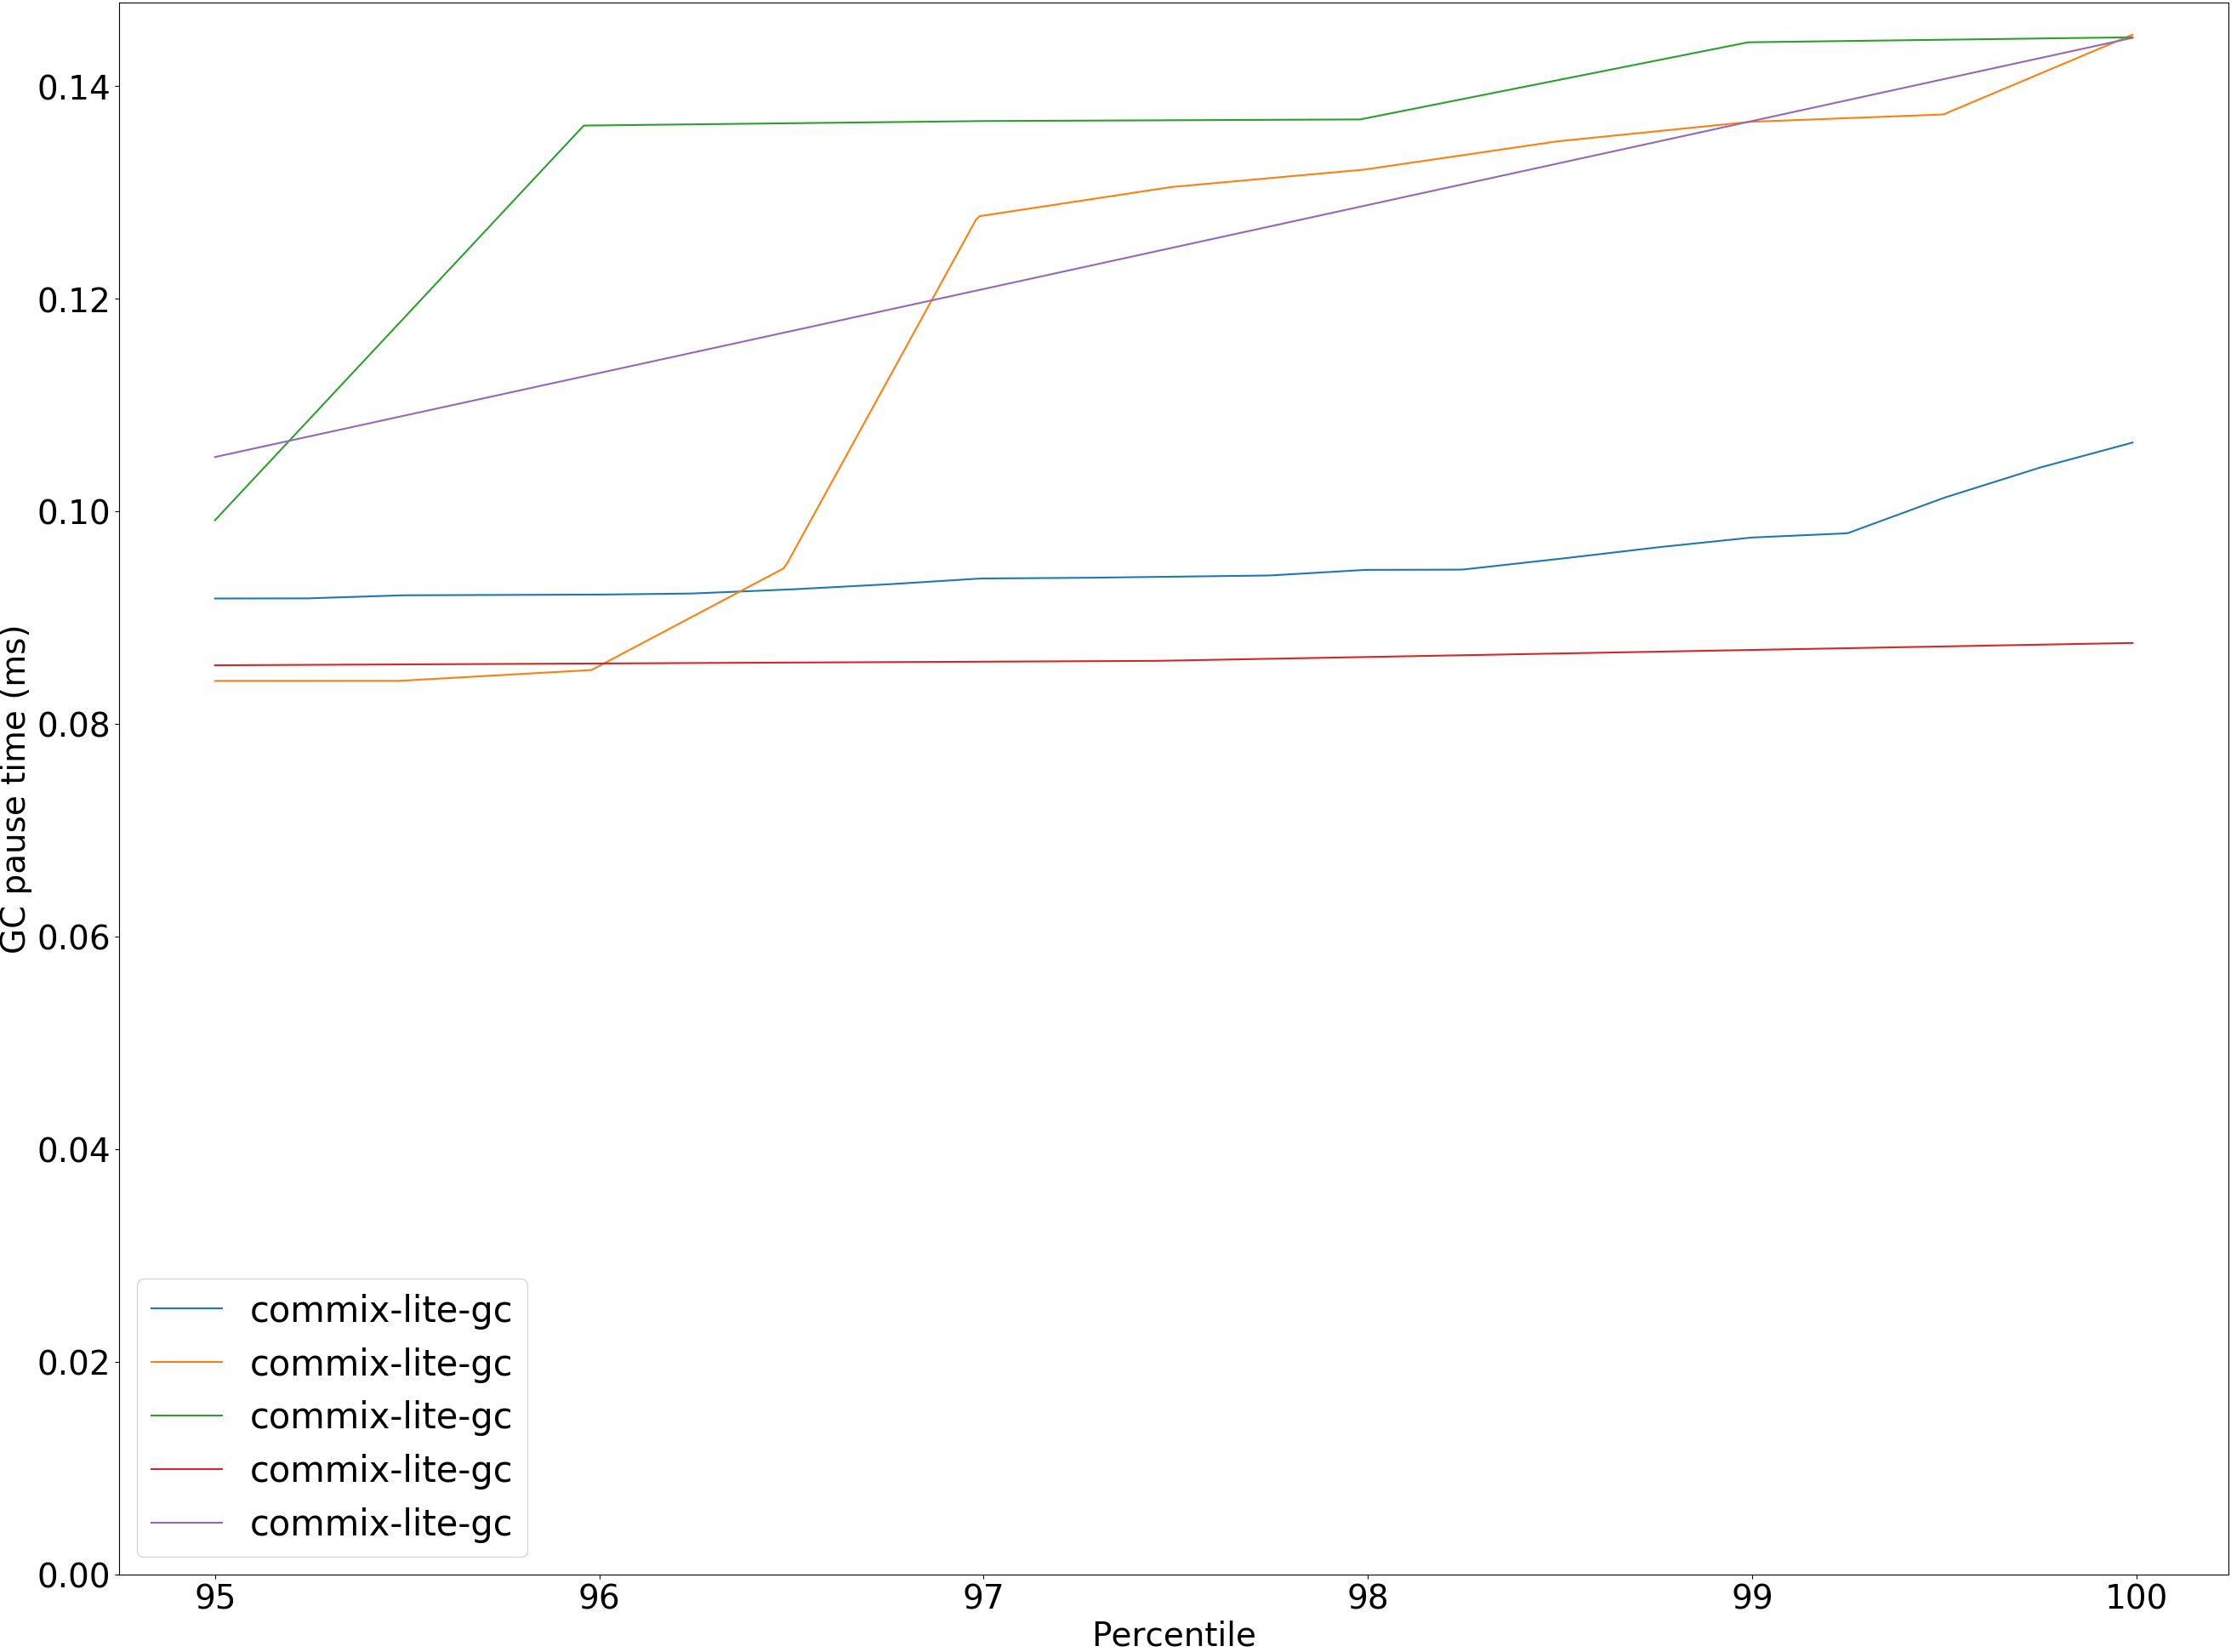 GC pause time (ms)
0.14
0.12
0.10
0.08
0.06
0.04
0.02
0.00
commix-lite-gc
commix-lite-gc
commix-lite-gc
commix-lite-gc
commix-lite-gc
95 96 97 98 99 100
Percentile